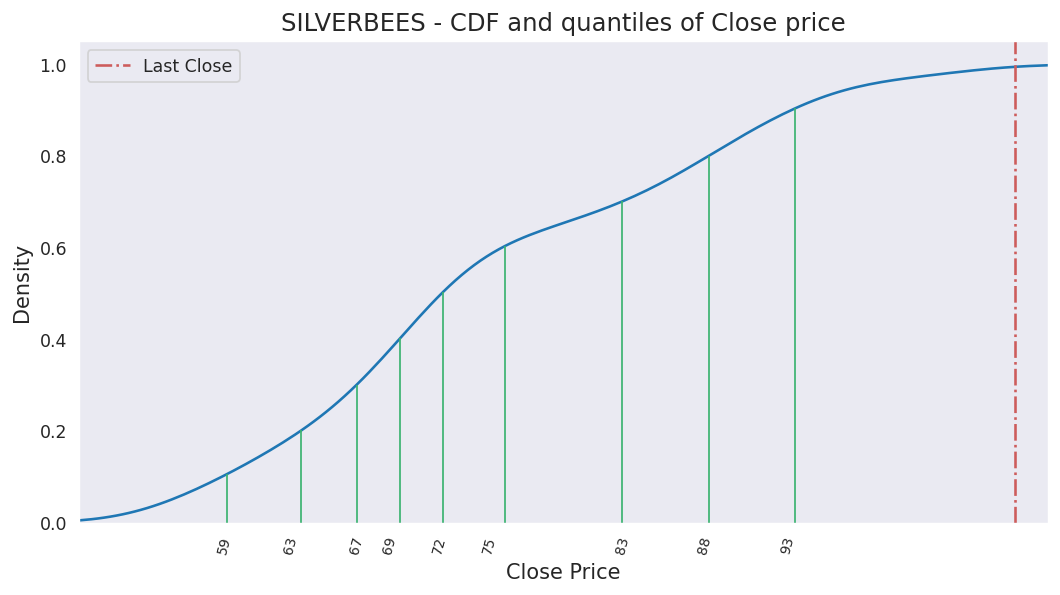 SILVERBEES - CDF and quantiles of Close price
Last Close
Density
1.0
0.8
0.6
0.4
0.2
0.0
59 63 67 69 72 75 83 88 93
Close Price